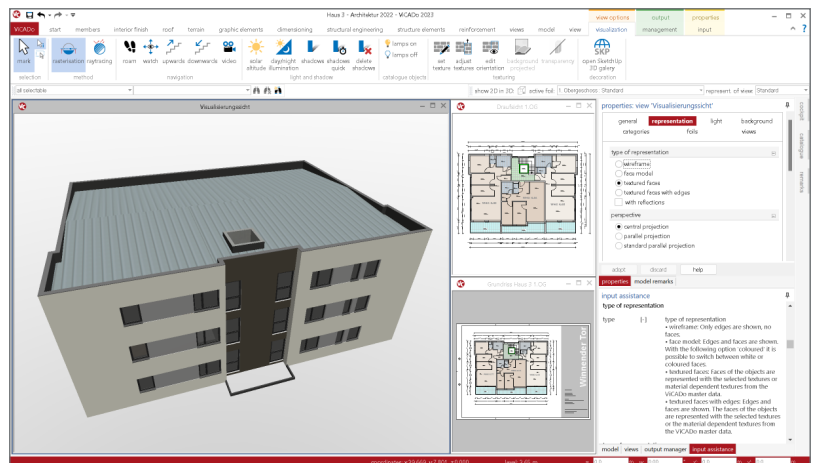 Haus 3 - Architektur 2022 - ViCADo 2023
view options output properties
ViCADo start members interior finish roof terrain graphic elements dimensioning structural engineering structure elements reinforcement views model view visualization management input
mark rasterisation raytracing roam watch upwards downwards video solar altitude day/night illumination shadows shadows quick delete shadows lamps on lamps off set texture adjust textures edit orientation background projected transparency open SketchUp 3D gallery
selection method navigation light and shadow catalogue objects texturing decoration
all selectable show 2D in 3D: active foil: 1. Obergeschoss Standard represent. of view: Standard
Visualisierungssicht
Draufsicht 1.OG
Grundriss Haus 3 1.OG
Winnender Tor
properties: view 'Visualisierungssicht'
general representation light background
categories foils views
type of representation
wireframe
face model
textured faces
textured faces with edges
with reflections
perspective
central projection
parallel projection
standard parallel projection
adapt discard help
properties model remarks
input assistance
type of representation
type [-] type of representation
• wireframe: Only edges are shown, no
faces.
• face model: Edges and faces are shown.
With the following option 'coloured' it is
possible to switch between white or
coloured faces.
• textured faces: Faces of the objects are
represented with the selected textures or
material dependent textures from the
ViCADo master data.
• textured faces with edges: Edges and
faces are shown. The faces of the objects
are represented with the selected textures
or the material dependent textures from
the ViCADo master data.
model views output manager input assistance
cockpit
catalogue
remarks